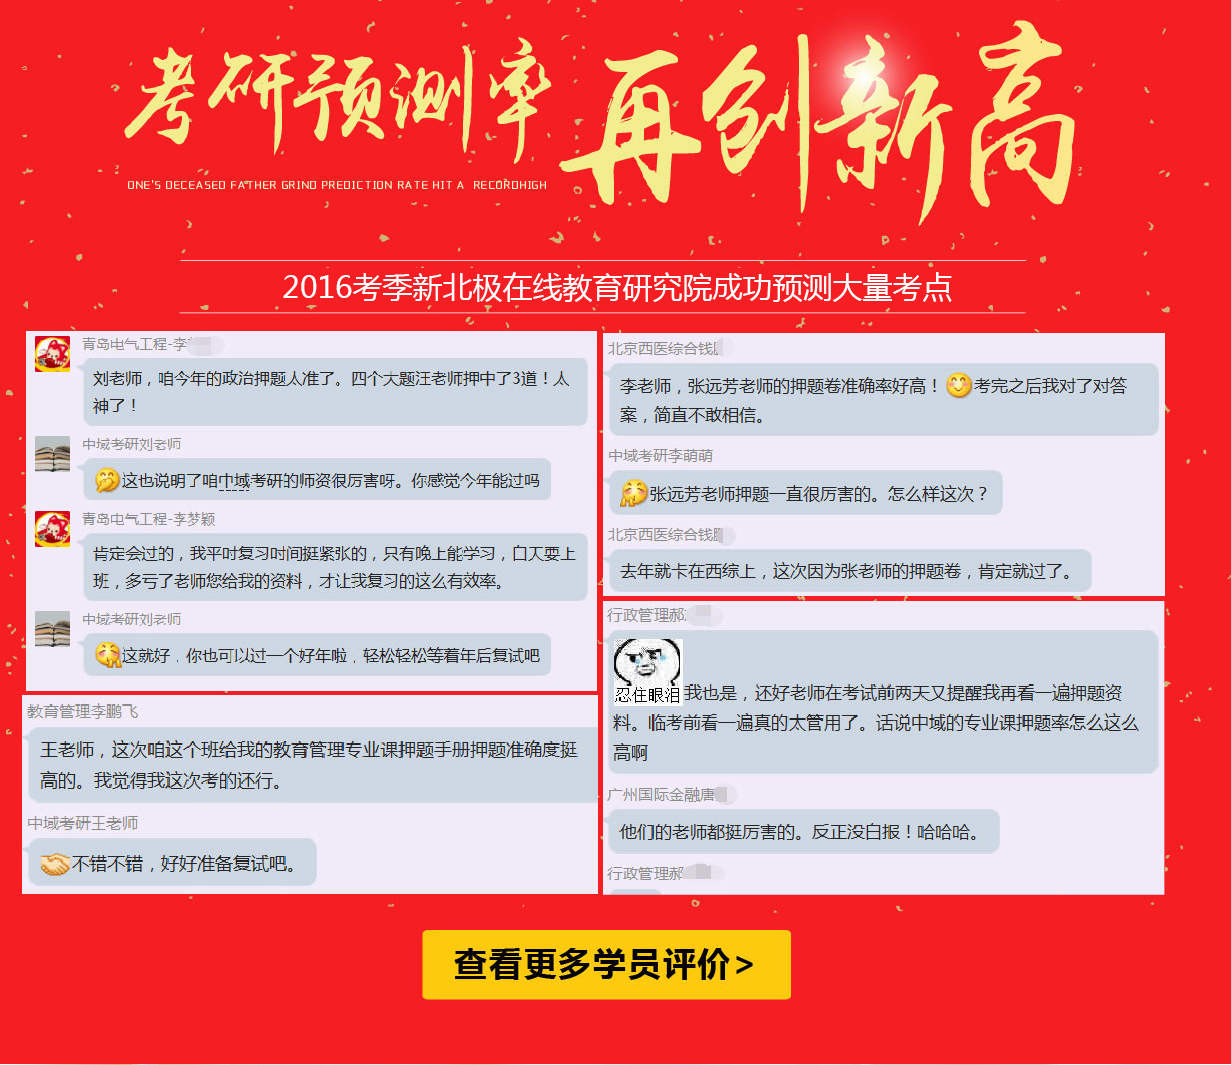 考研预测率 再创新高
ONE'S DECEASED FATHER GRIND PREDICTION RATE HIT A RECORDHIGH
2016考季新北极在线教育研究院成功预测大量考点
青岛电气工程-李
刘老师，咱今年的政治押题太准了。四个大题汪老师押中了3道！太
神了！
中域考研刘老师
这也说明了咱中域考研的师资很厉害呀。你感觉今年能过吗
青岛电气工程-李梦颖
肯定会过的，我平时复习时间挺紧张的，只有晚上能学习，白天要上
班，多亏了老师您给我的资料，才让我复习的这么有效率。
中域考研刘老师
这就好，你也可以过一个好年啦，轻松轻松等着年后复试吧
教育管理李鹏飞
王老师，这次咱这个班给我的教育管理专业课押题手册押题准确度挺
高的。我觉得我这次考的还行。
中域考研王老师
不错不错，好好准备复试吧。
北京西医综合钱
李老师，张远芳老师的押题卷准确率好高！考完之后我对了对答
案，简直不敢相信。
中域考研李萌萌
张远芳老师押题一直很厉害的。怎么样这次？
北京西医综合钱
去年就卡在西综上，这次因为张老师的押题卷，肯定就过了。
行政管理郝
忍住眼泪
我也是，还好老师在考试前两天又提醒我再看一遍押题资
料。临考前看一遍真的太管用了。话说中域的专业课押题率怎么这么
高啊
广州国际金融唐
他们的老师都挺厉害的。反正没白报！哈哈哈。
行政管理郝
查看更多学员评价>